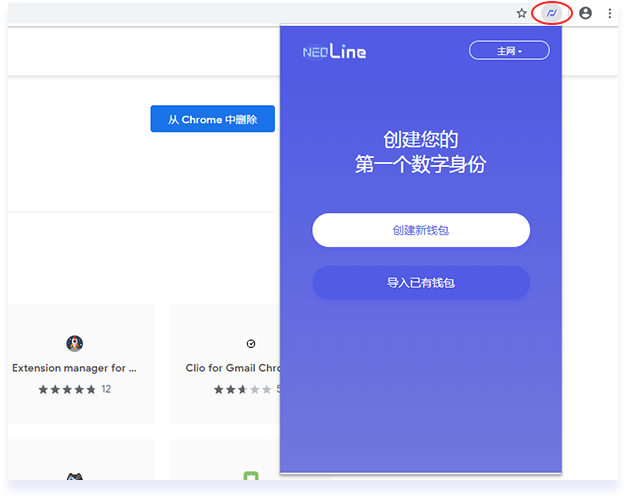 NEOLine
主网
从 Chrome 中删除
创建您的
第一个数字身份
创建新钱包
导入已有钱包
Extension manager for ...
12
Clio for Gmail Chro
5